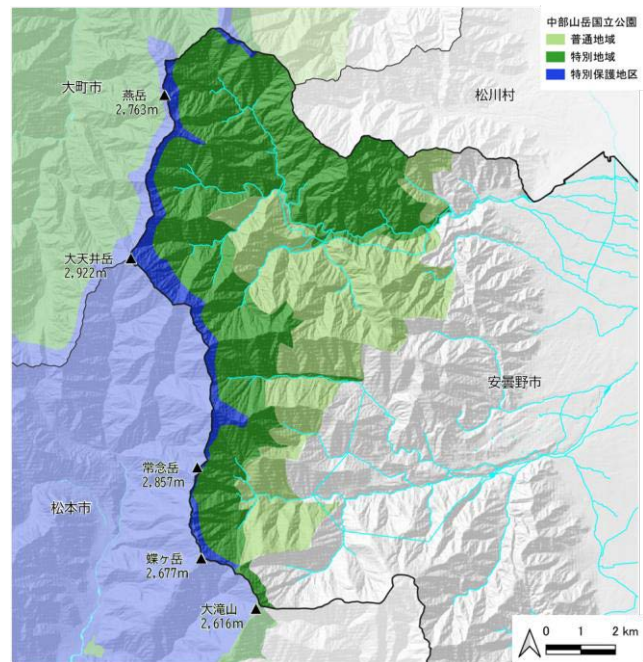 中部山岳国立公園
普通地域
特別地域
特別保護地区
大町市
燕岳
2,763m
松川村
大天井岳
2,922m
安曇野市
常念岳
2,857m
松本市
蝶ヶ岳
2,677m
大滝山
2,616m
0 1 2 km